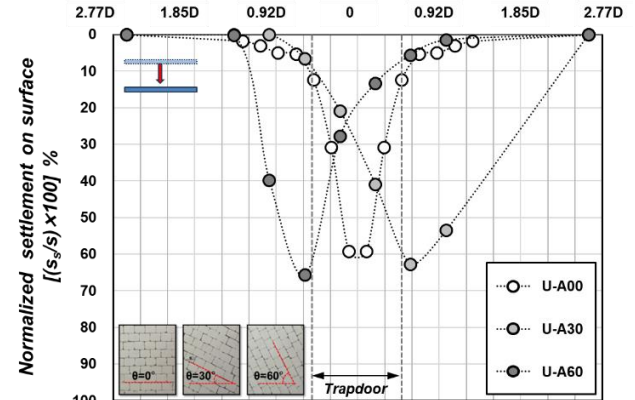 2.77D 1.85D 0.92D 0 0.92D 1.85D 2.77D
Normalized settlement on surface
[(sₛ/s) x100] %
0
10
20
30
40
50
60
70
80
90
100
U-A00
U-A30
U-A60
θ=0° θ=30° θ=60°
Trapdoor